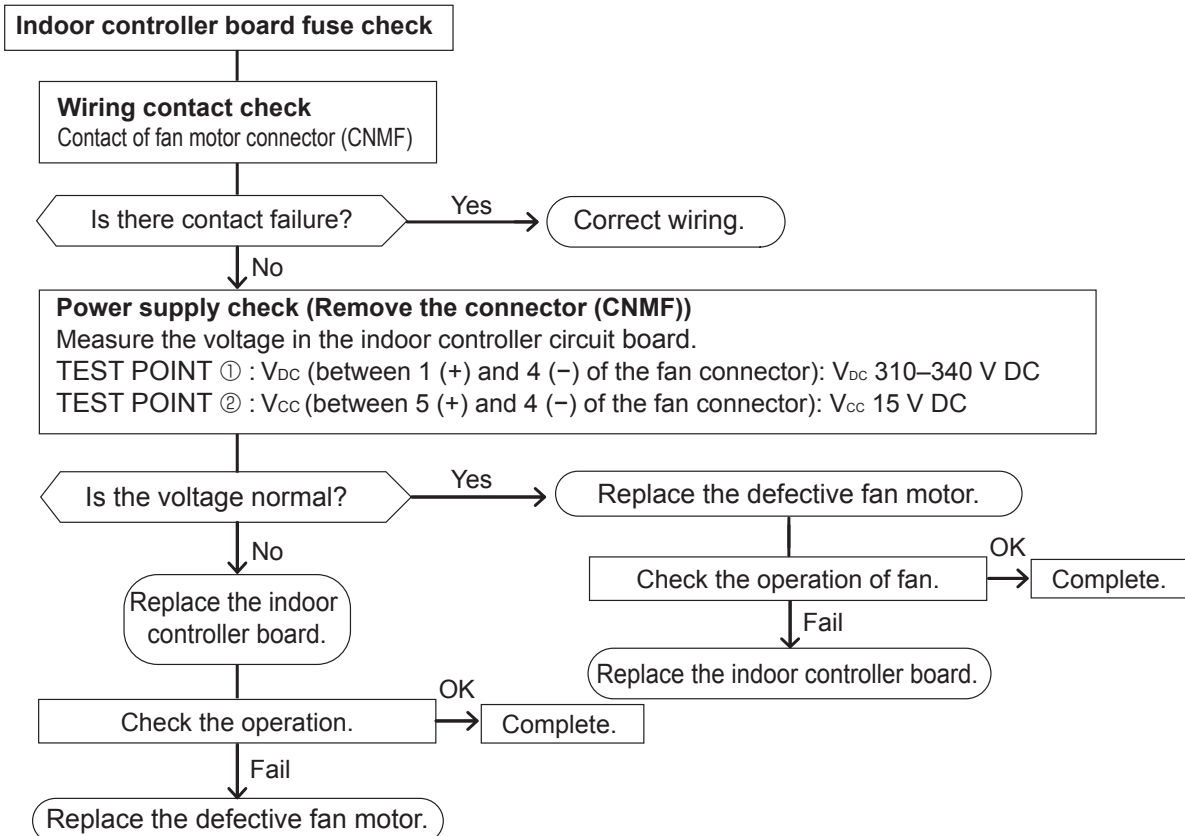 Indoor controller board fuse check
Wiring contact check
Contact of fan motor connector (CNMF)
Is there contact failure?
Yes
Correct wiring.
No
Power supply check (Remove the connector (CNMF))
Measure the voltage in the indoor controller circuit board.
TEST POINT ① : VDC (between 1 (+) and 4 (−) of the fan connector): VDC 310–340 V DC
TEST POINT ② : VCC (between 5 (+) and 4 (−) of the fan connector): VCC 15 V DC
Is the voltage normal?
Yes
Replace the defective fan motor.
No
OK
Check the operation of fan.
Complete.
Replace the indoor
controller board.
Fail
Replace the indoor controller board.
OK
Check the operation.
Complete.
Fail
Replace the defective fan motor.